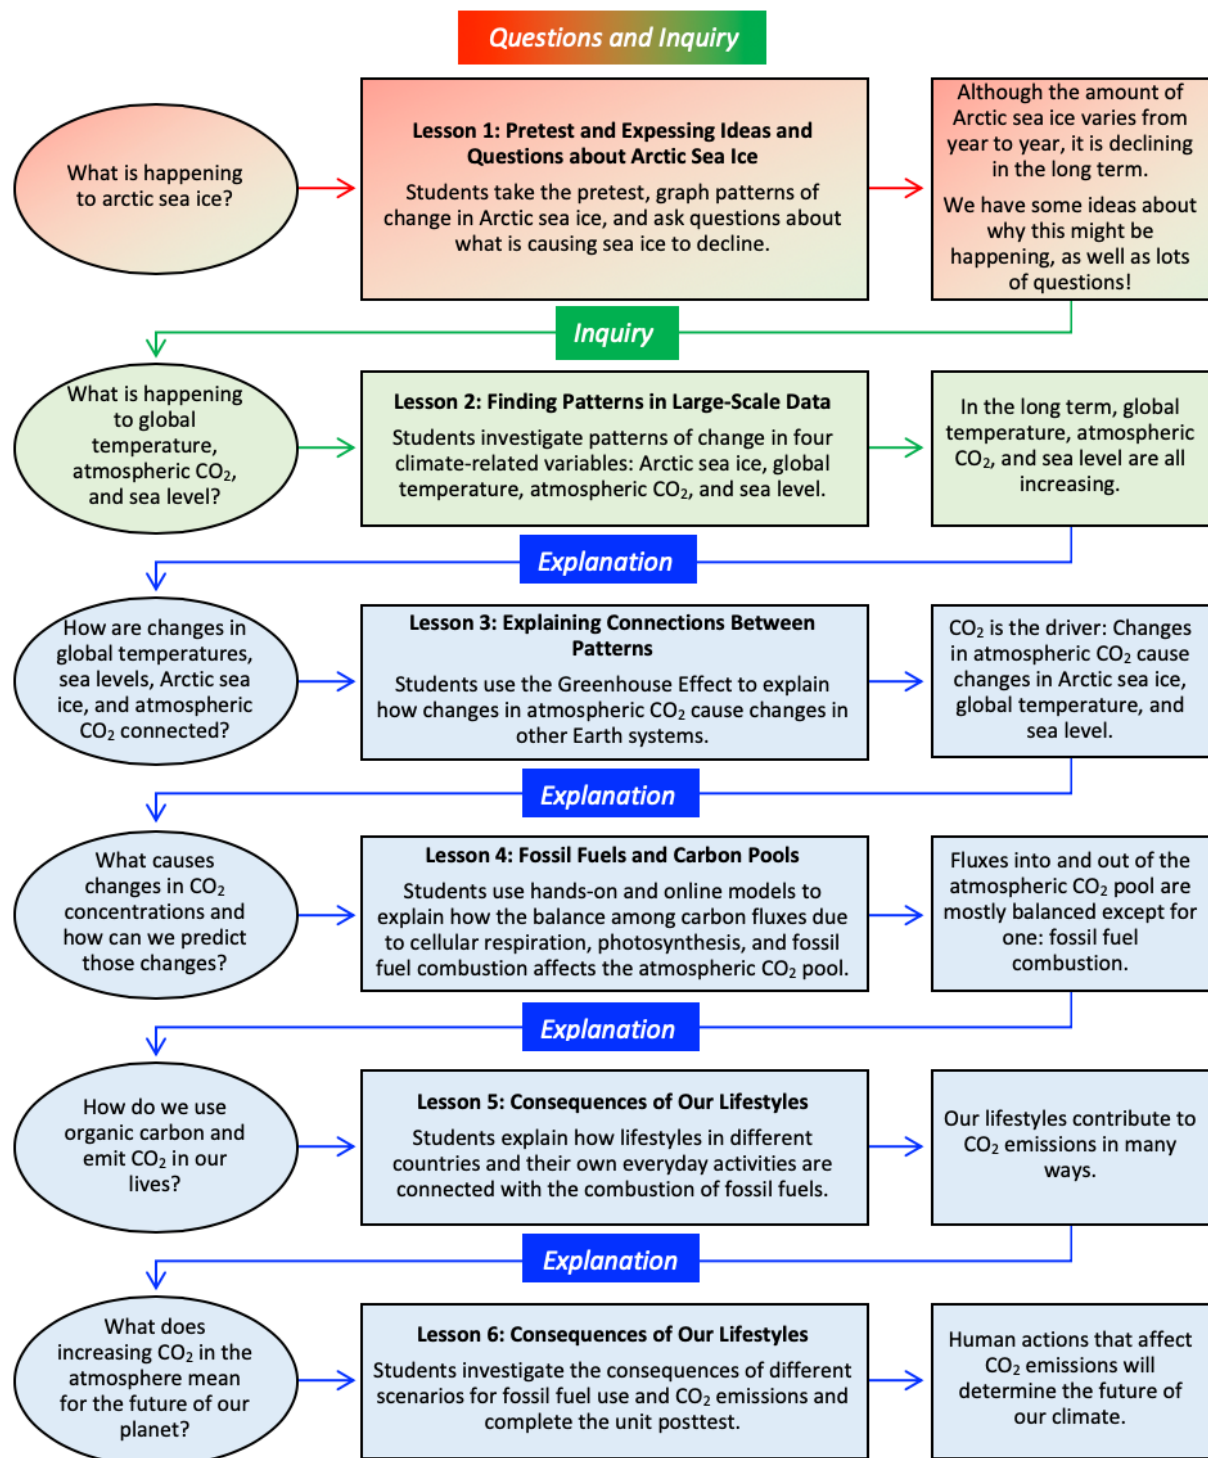 Questions and Inquiry
What is happening
to arctic sea ice?
Lesson 1: Pretest and Expessing Ideas and
Questions about Arctic Sea Ice
Students take the pretest, graph patterns of
change in Arctic sea ice, and ask questions about
what is causing sea ice to decline.
Although the amount of
Arctic sea ice varies from
year to year, it is declining
in the long term.
We have some ideas about
why this might be
happening, as well as lots
of questions!
Inquiry
What is happening
to global
temperature,
atmospheric CO₂,
and sea level?
Lesson 2: Finding Patterns in Large-Scale Data
Students investigate patterns of change in four
climate-related variables: Arctic sea ice, global
temperature, atmospheric CO₂, and sea level.
In the long term, global
temperature, atmospheric
CO₂, and sea level are all
increasing.
Explanation
How are changes in
global temperatures,
sea levels, Arctic sea
ice, and atmospheric
CO₂ connected?
Lesson 3: Explaining Connections Between
Patterns
Students use the Greenhouse Effect to explain
how changes in atmospheric CO₂ cause changes in
other Earth systems.
CO₂ is the driver: Changes
in atmospheric CO₂ cause
changes in Arctic sea ice,
global temperature, and
sea level.
Explanation
What causes
changes in CO₂
concentrations and
how can we predict
those changes?
Lesson 4: Fossil Fuels and Carbon Pools
Students use hands-on and online models to
explain how the balance among carbon fluxes due
to cellular respiration, photosynthesis, and fossil
fuel combustion affects the atmospheric CO₂ pool.
Fluxes into and out of the
atmospheric CO₂ pool are
mostly balanced except for
one: fossil fuel
combustion.
Explanation
How do we use
organic carbon and
emit CO₂ in our
lives?
Lesson 5: Consequences of Our Lifestyles
Students explain how lifestyles in different
countries and their own everyday activities are
connected with the combustion of fossil fuels.
Our lifestyles contribute to
CO₂ emissions in many
ways.
Explanation
What does
increasing CO₂ in the
atmosphere mean
for the future of our
planet?
Lesson 6: Consequences of Our Lifestyles
Students investigate the consequences of different
scenarios for fossil fuel use and CO₂ emissions and
complete the unit posttest.
Human actions that affect
CO₂ emissions will
determine the future of
our climate.